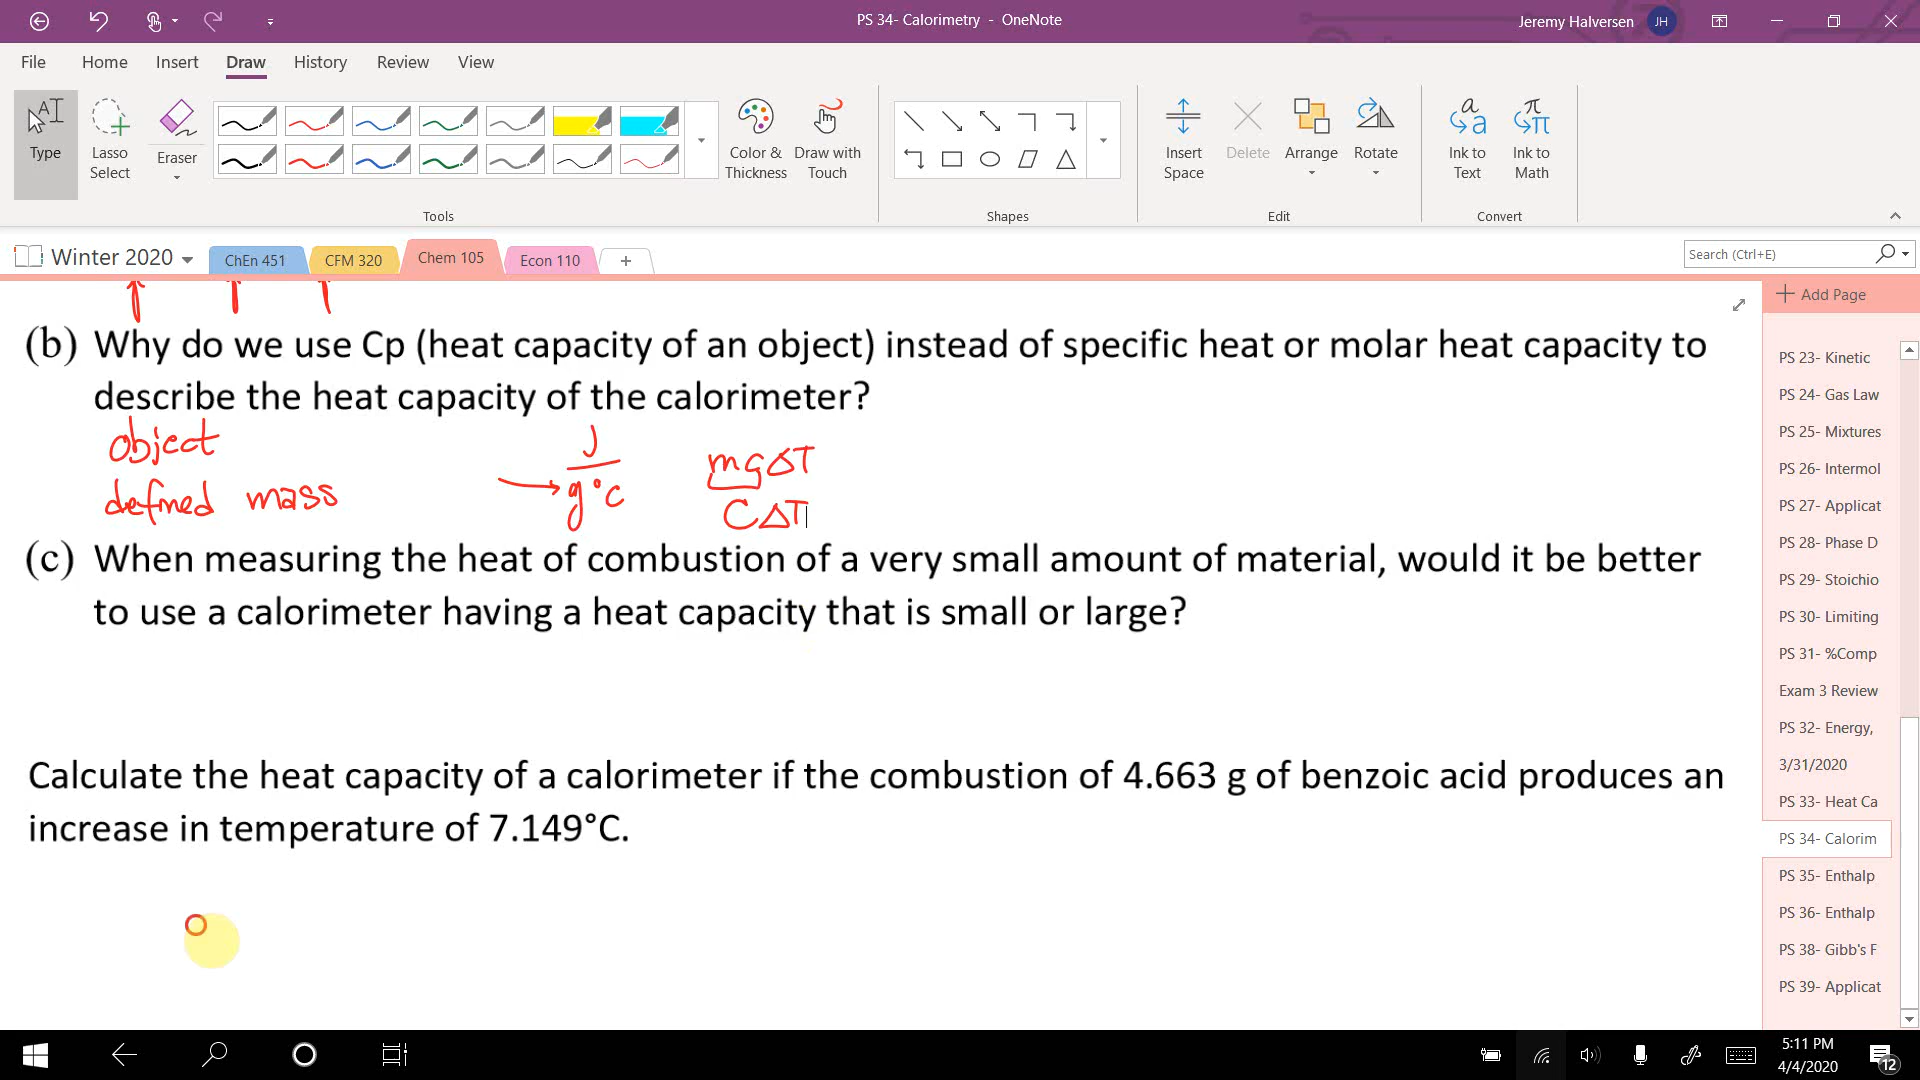 PS 34- Calorimetry - OneNote
Jeremy Halversen
JH
File
Home
Insert
Draw
History
Review
View
Type
Lasso Select
Eraser
Color & Thickness
Draw with Touch
Insert Space
Delete
Arrange
Rotate
Ink to Text
Ink to Math
Tools
Shapes
Edit
Convert
Winter 2020
ChEn 451
CFM 320
Chem 105
Econ 110
Search (Ctrl+E)
(b) Why do we use Cp (heat capacity of an object) instead of specific heat or molar heat capacity to
describe the heat capacity of the calorimeter?
object
defined mass
J
g°C
mc∆T
C∆T
(c) When measuring the heat of combustion of a very small amount of material, would it be better
to use a calorimeter having a heat capacity that is small or large?
Calculate the heat capacity of a calorimeter if the combustion of 4.663 g of benzoic acid produces an
increase in temperature of 7.149°C.
Add Page
PS 23- Kinetic
PS 24- Gas Law
PS 25- Mixtures
PS 26- Intermol
PS 27- Applicat
PS 28- Phase D
PS 29- Stoichio
PS 30- Limiting
PS 31- %Comp
Exam 3 Review
PS 32- Energy,
3/31/2020
PS 33- Heat Ca
PS 34- Calorim
PS 35- Enthalp
PS 36- Enthalp
PS 38- Gibb's F
PS 39- Applicat
5:11 PM
4/4/2020
12